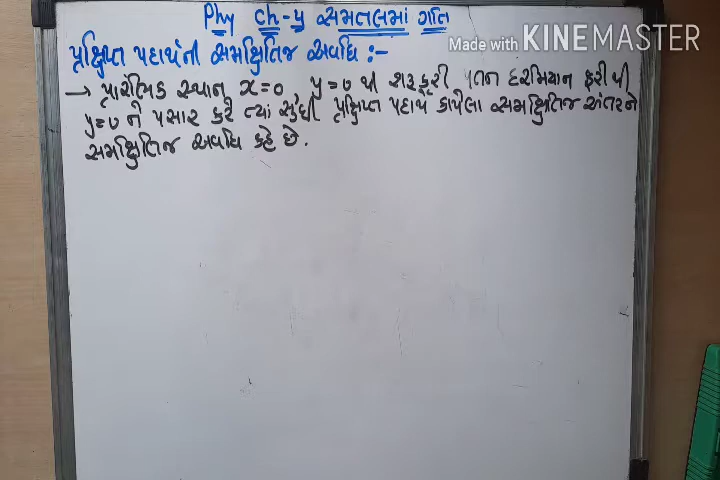 Phy Ch-૪ સમતલમાં ગતિ
Made with KINEMASTER
પ્રક્ષિપ્ત પદાર્થની સમક્ષિતિજ અવધિ :-
→ પ્રારંભિક સ્થાન x=0, y=0 થી શરૂ કરી પતન દરમિયાન ફરી થી
y=0 ને પસાર કરે ત્યાં સુધી પ્રક્ષિપ્ત પદાર્થે કાપેલા સમક્ષિતિજ અંતરને
સમક્ષિતિજ અવધિ કહે છે.